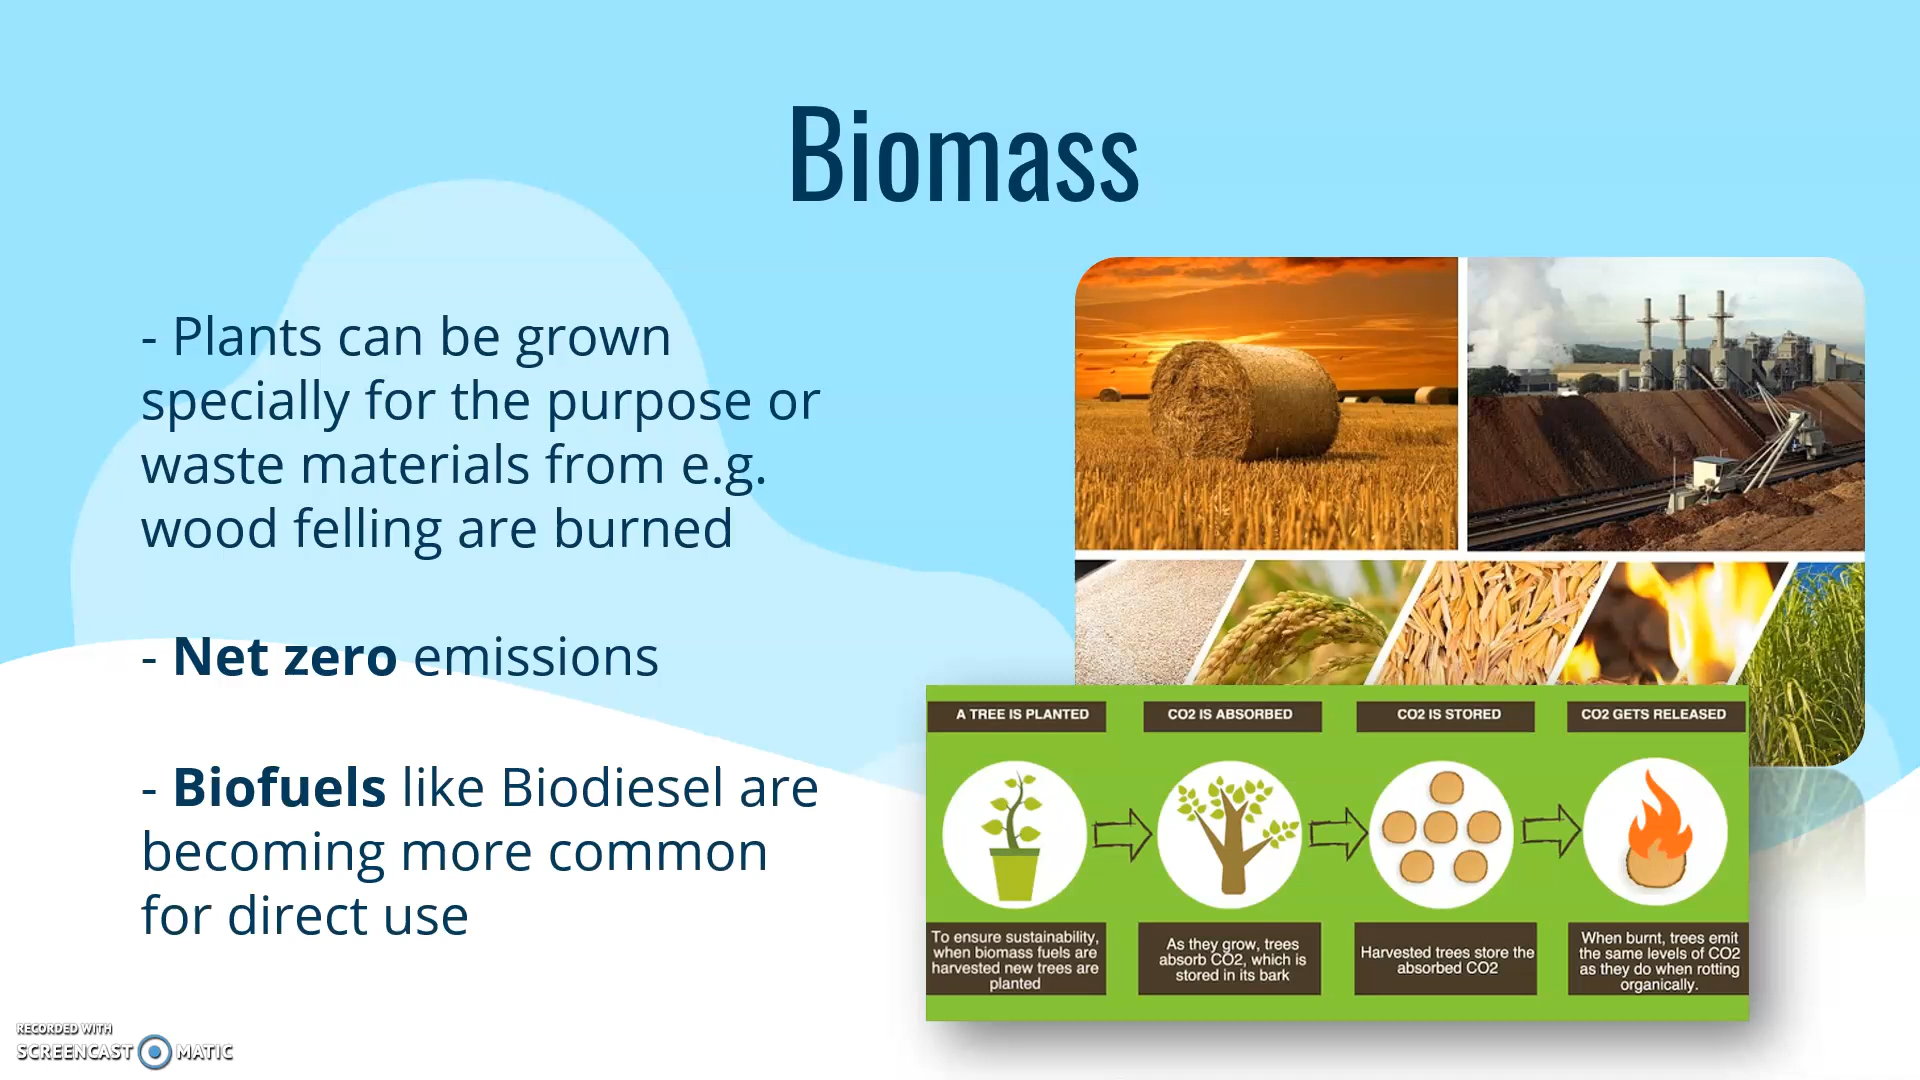 Biomass
- Plants can be grown
specially for the purpose or
waste materials from e.g.
wood felling are burned
- Net zero emissions
- Biofuels like Biodiesel are
becoming more common
for direct use
A TREE IS PLANTED
CO2 IS ABSORBED
CO2 IS STORED
CO2 GETS RELEASED
To ensure sustainability,
when biomass fuels are
harvested new trees are
planted
As they grow, trees
absorb CO2, which is
stored in its bark
Harvested trees store the
absorbed CO2
When burnt, trees emit
the same levels of CO2
as they do when rotting
organically.
RECORDED WITH
SCREENCAST MATIC